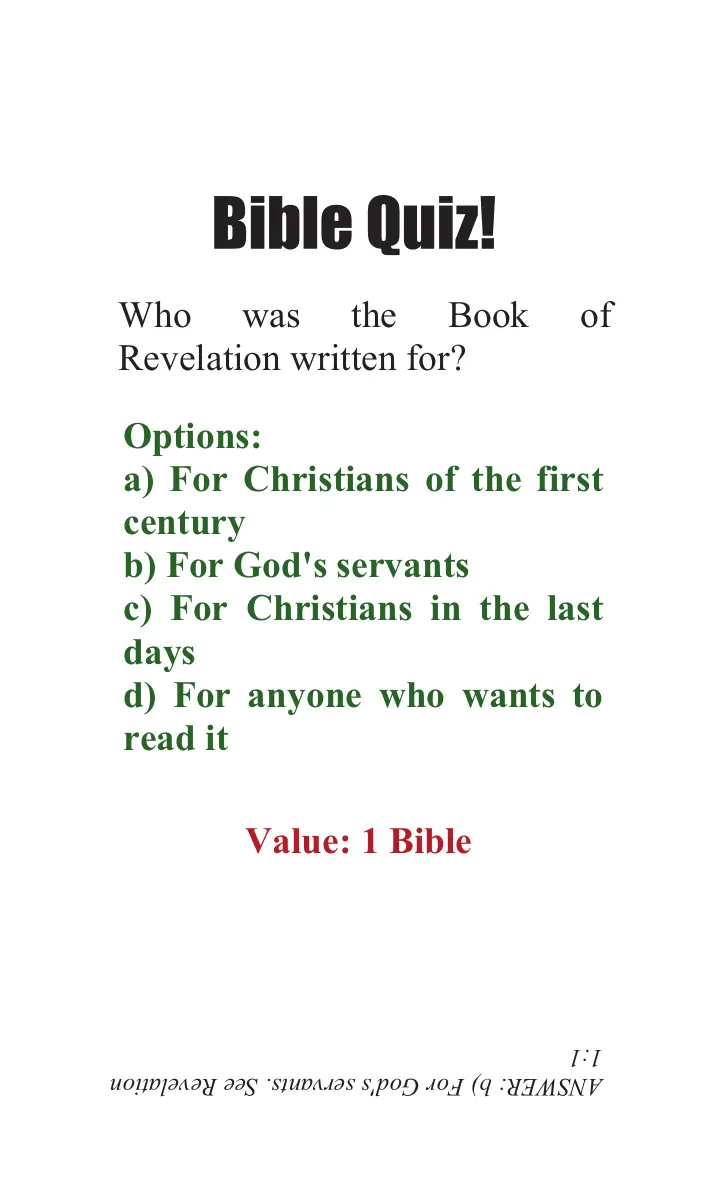 Bible Quiz!
Who was the Book of
Revelation written for?
Options:
a) For Christians of the first
century
b) For God's servants
c) For Christians in the last
days
d) For anyone who wants to
read it
Value: 1 Bible
ANSWER: b) For God's servants. See Revelation
1:1